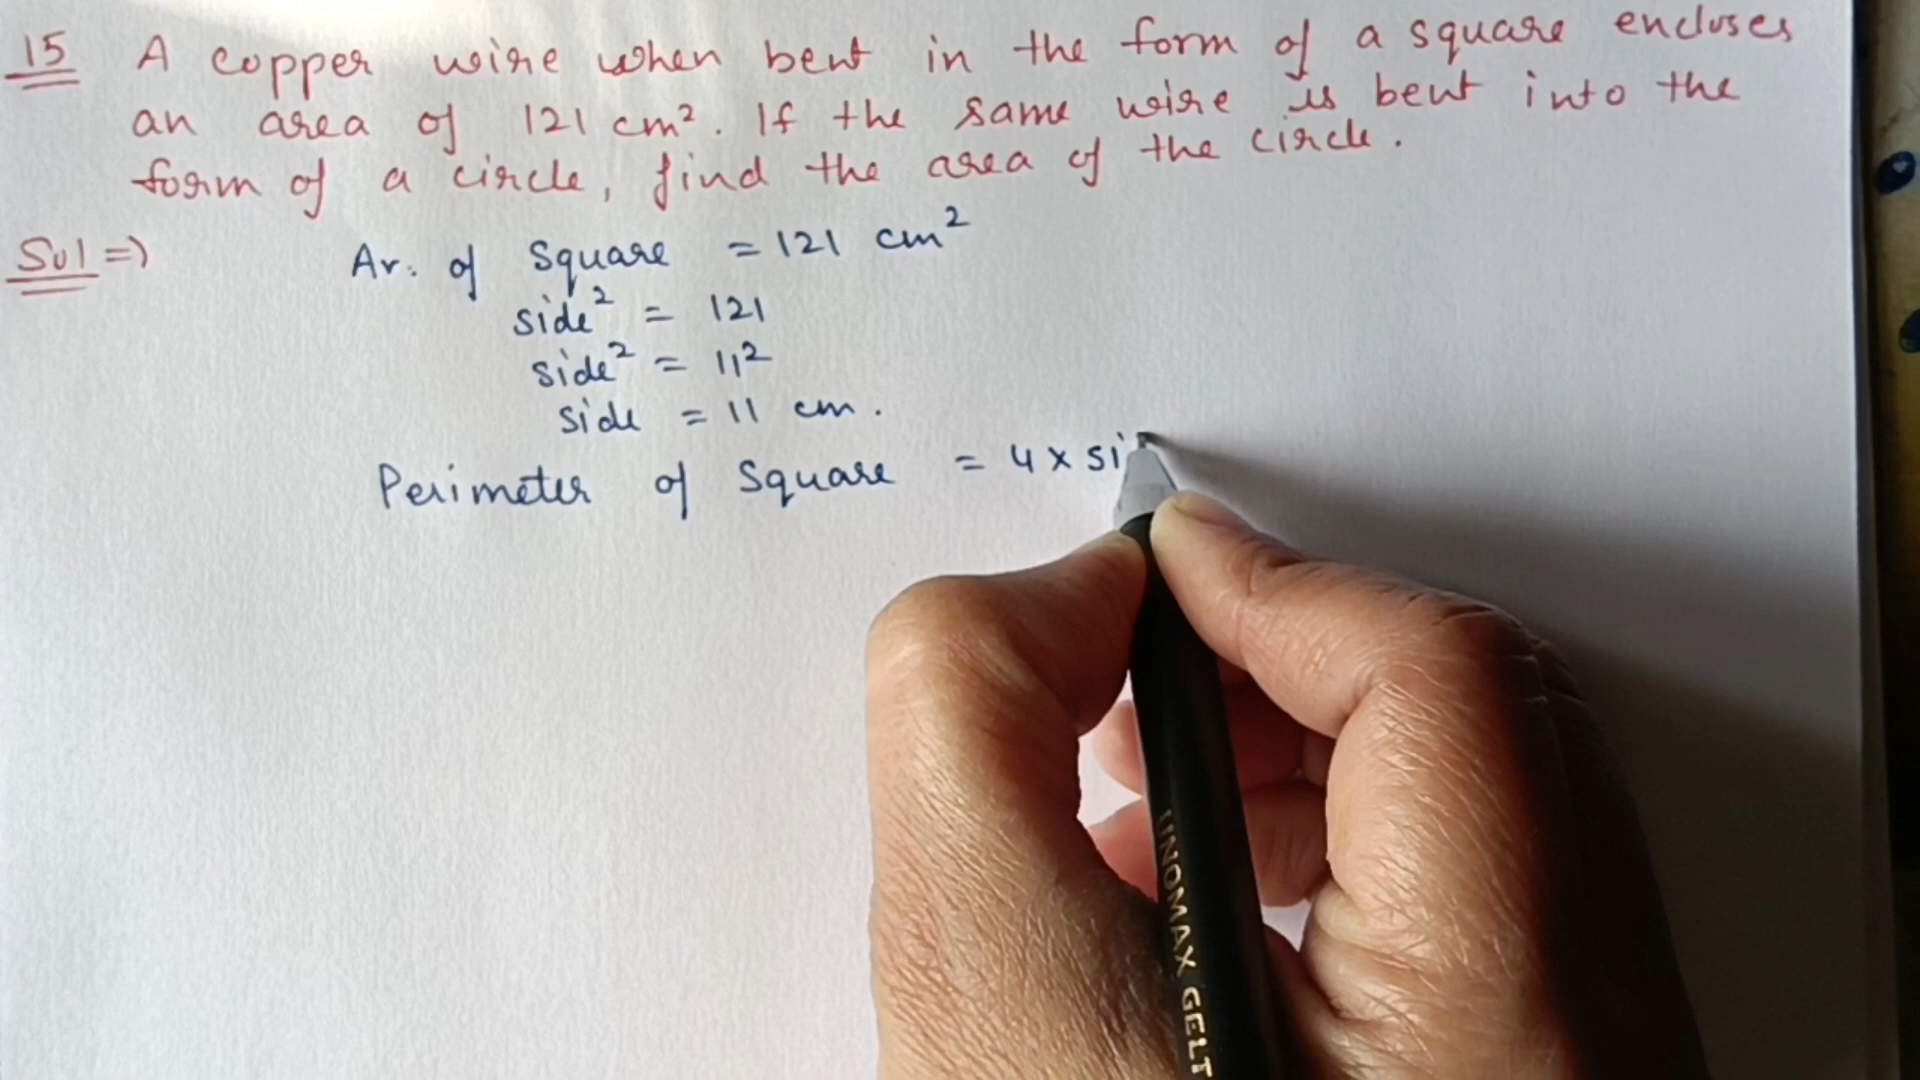 15 A copper wire when bent in the form of a square encloses
an area of 121 cm². If the same wire is bent into the
form of a circle, find the area of the circle.
Sol => Ar. of Square = 121 cm²
side² = 121
side² = 11²
side = 11 cm.
Perimeter of Square = 4 × si
UNOMAX GELT